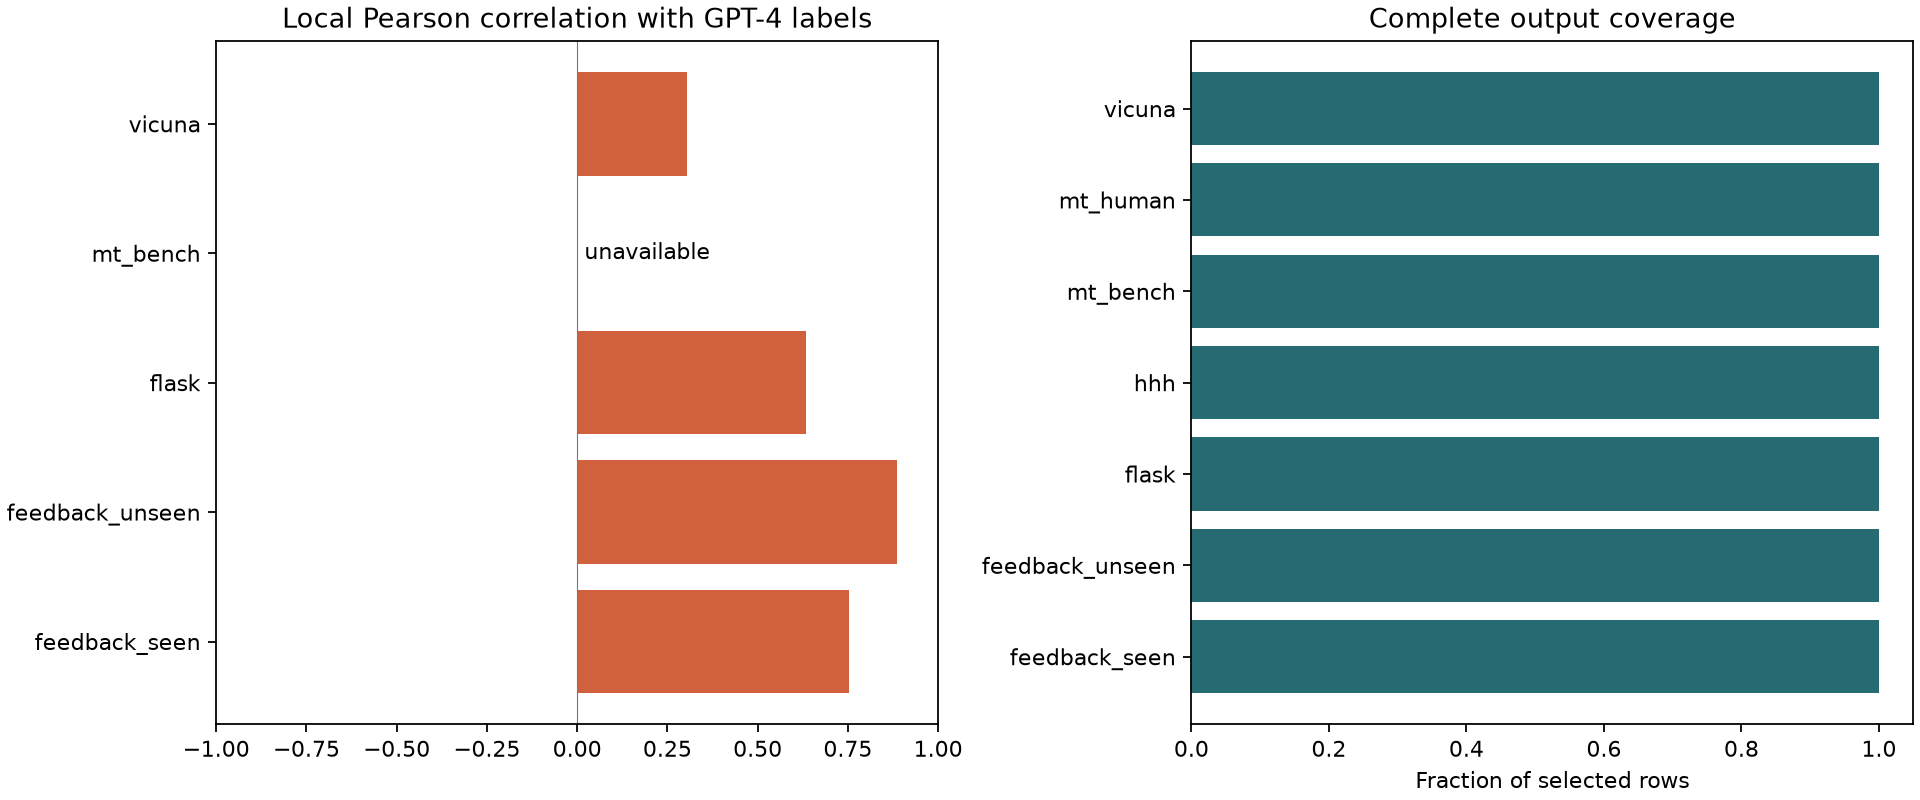 Local Pearson correlation with GPT-4 labels
vicuna
mt_bench
unavailable
flask
feedback_unseen
feedback_seen
−1.00 −0.75 −0.50 −0.25 0.00 0.25 0.50 0.75 1.00
Complete output coverage
vicuna
mt_human
mt_bench
hhh
flask
feedback_unseen
feedback_seen
0.0 0.2 0.4 0.6 0.8 1.0
Fraction of selected rows